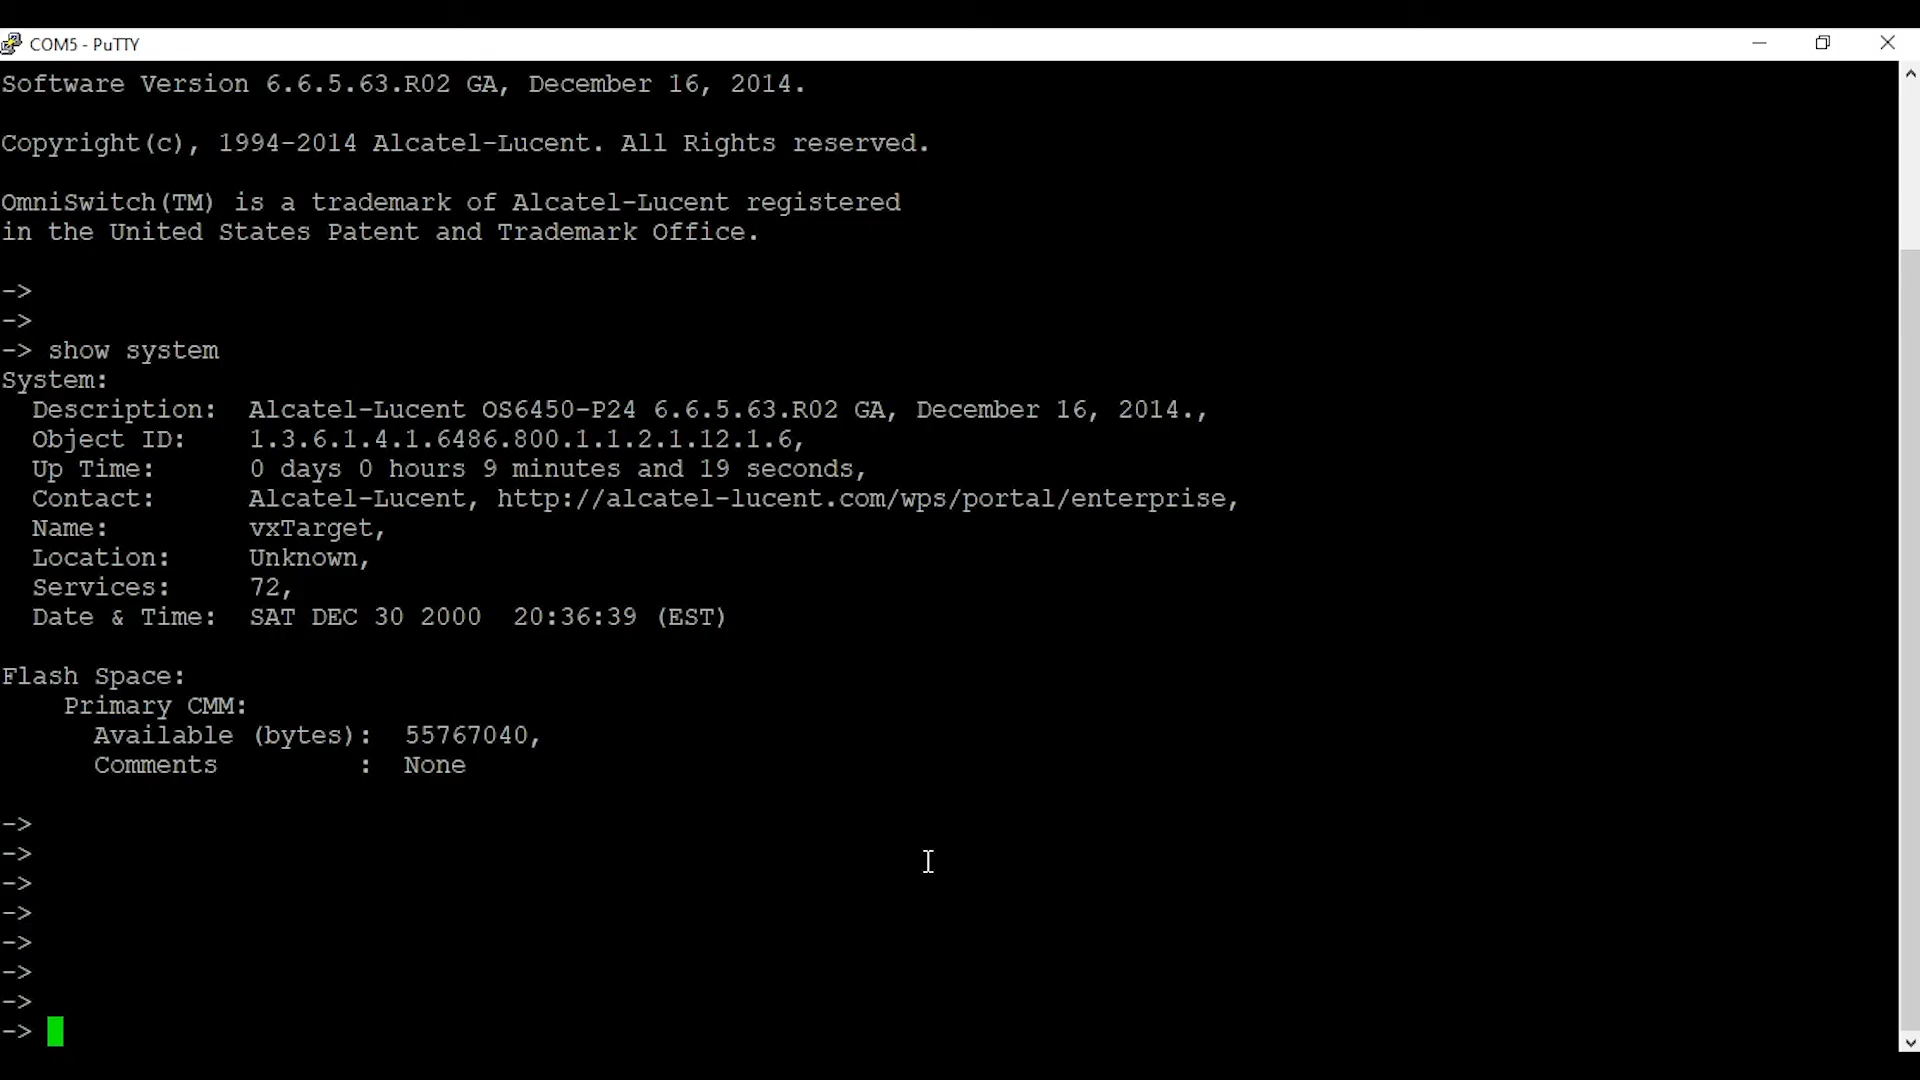 COM5 - PuTTY
Software Version 6.6.5.63.R02 GA, December 16, 2014.
Copyright(c), 1994-2014 Alcatel-Lucent. All Rights reserved.
OmniSwitch(TM) is a trademark of Alcatel-Lucent registered
in the United States Patent and Trademark Office.
->
->
-> show system
System:
  Description:  Alcatel-Lucent OS6450-P24 6.6.5.63.R02 GA, December 16, 2014.,
  Object ID:    1.3.6.1.4.1.6486.800.1.1.2.1.12.1.6,
  Up Time:      0 days 0 hours 9 minutes and 19 seconds,
  Contact:      Alcatel-Lucent, http://alcatel-lucent.com/wps/portal/enterprise,
  Name:         vxTarget,
  Location:     Unknown,
  Services:     72,
  Date & Time:  SAT DEC 30 2000  20:36:39 (EST)
Flash Space:
    Primary CMM:
      Available (bytes):  55767040,
      Comments         :  None
->
->
->
->
->
->
->
->